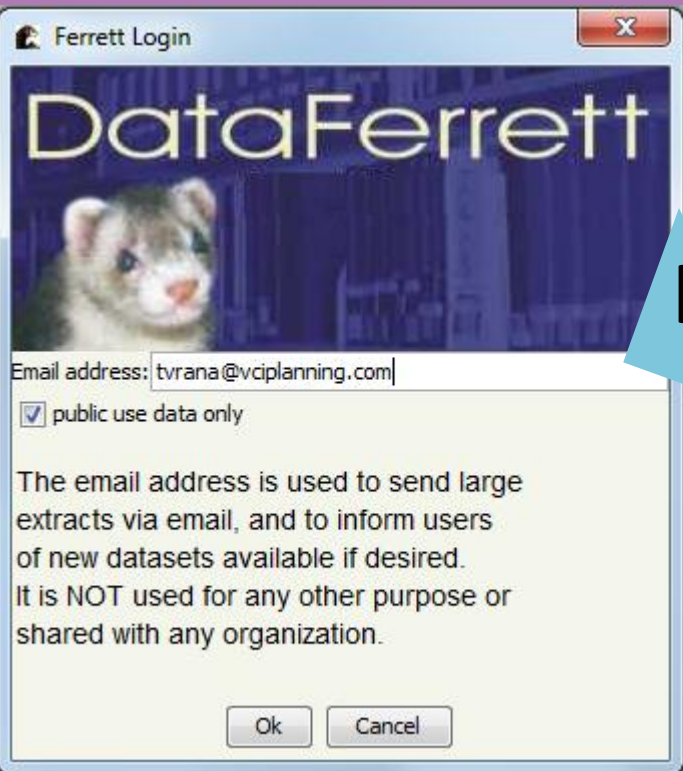 Ferrett Login
DataFerrett
Email address: tvrana@vciplanning.com
public use data only
The email address is used to send large
extracts via email, and to inform users
of new datasets available if desired.
It is NOT used for any other purpose or
shared with any organization.
Ok Cancel